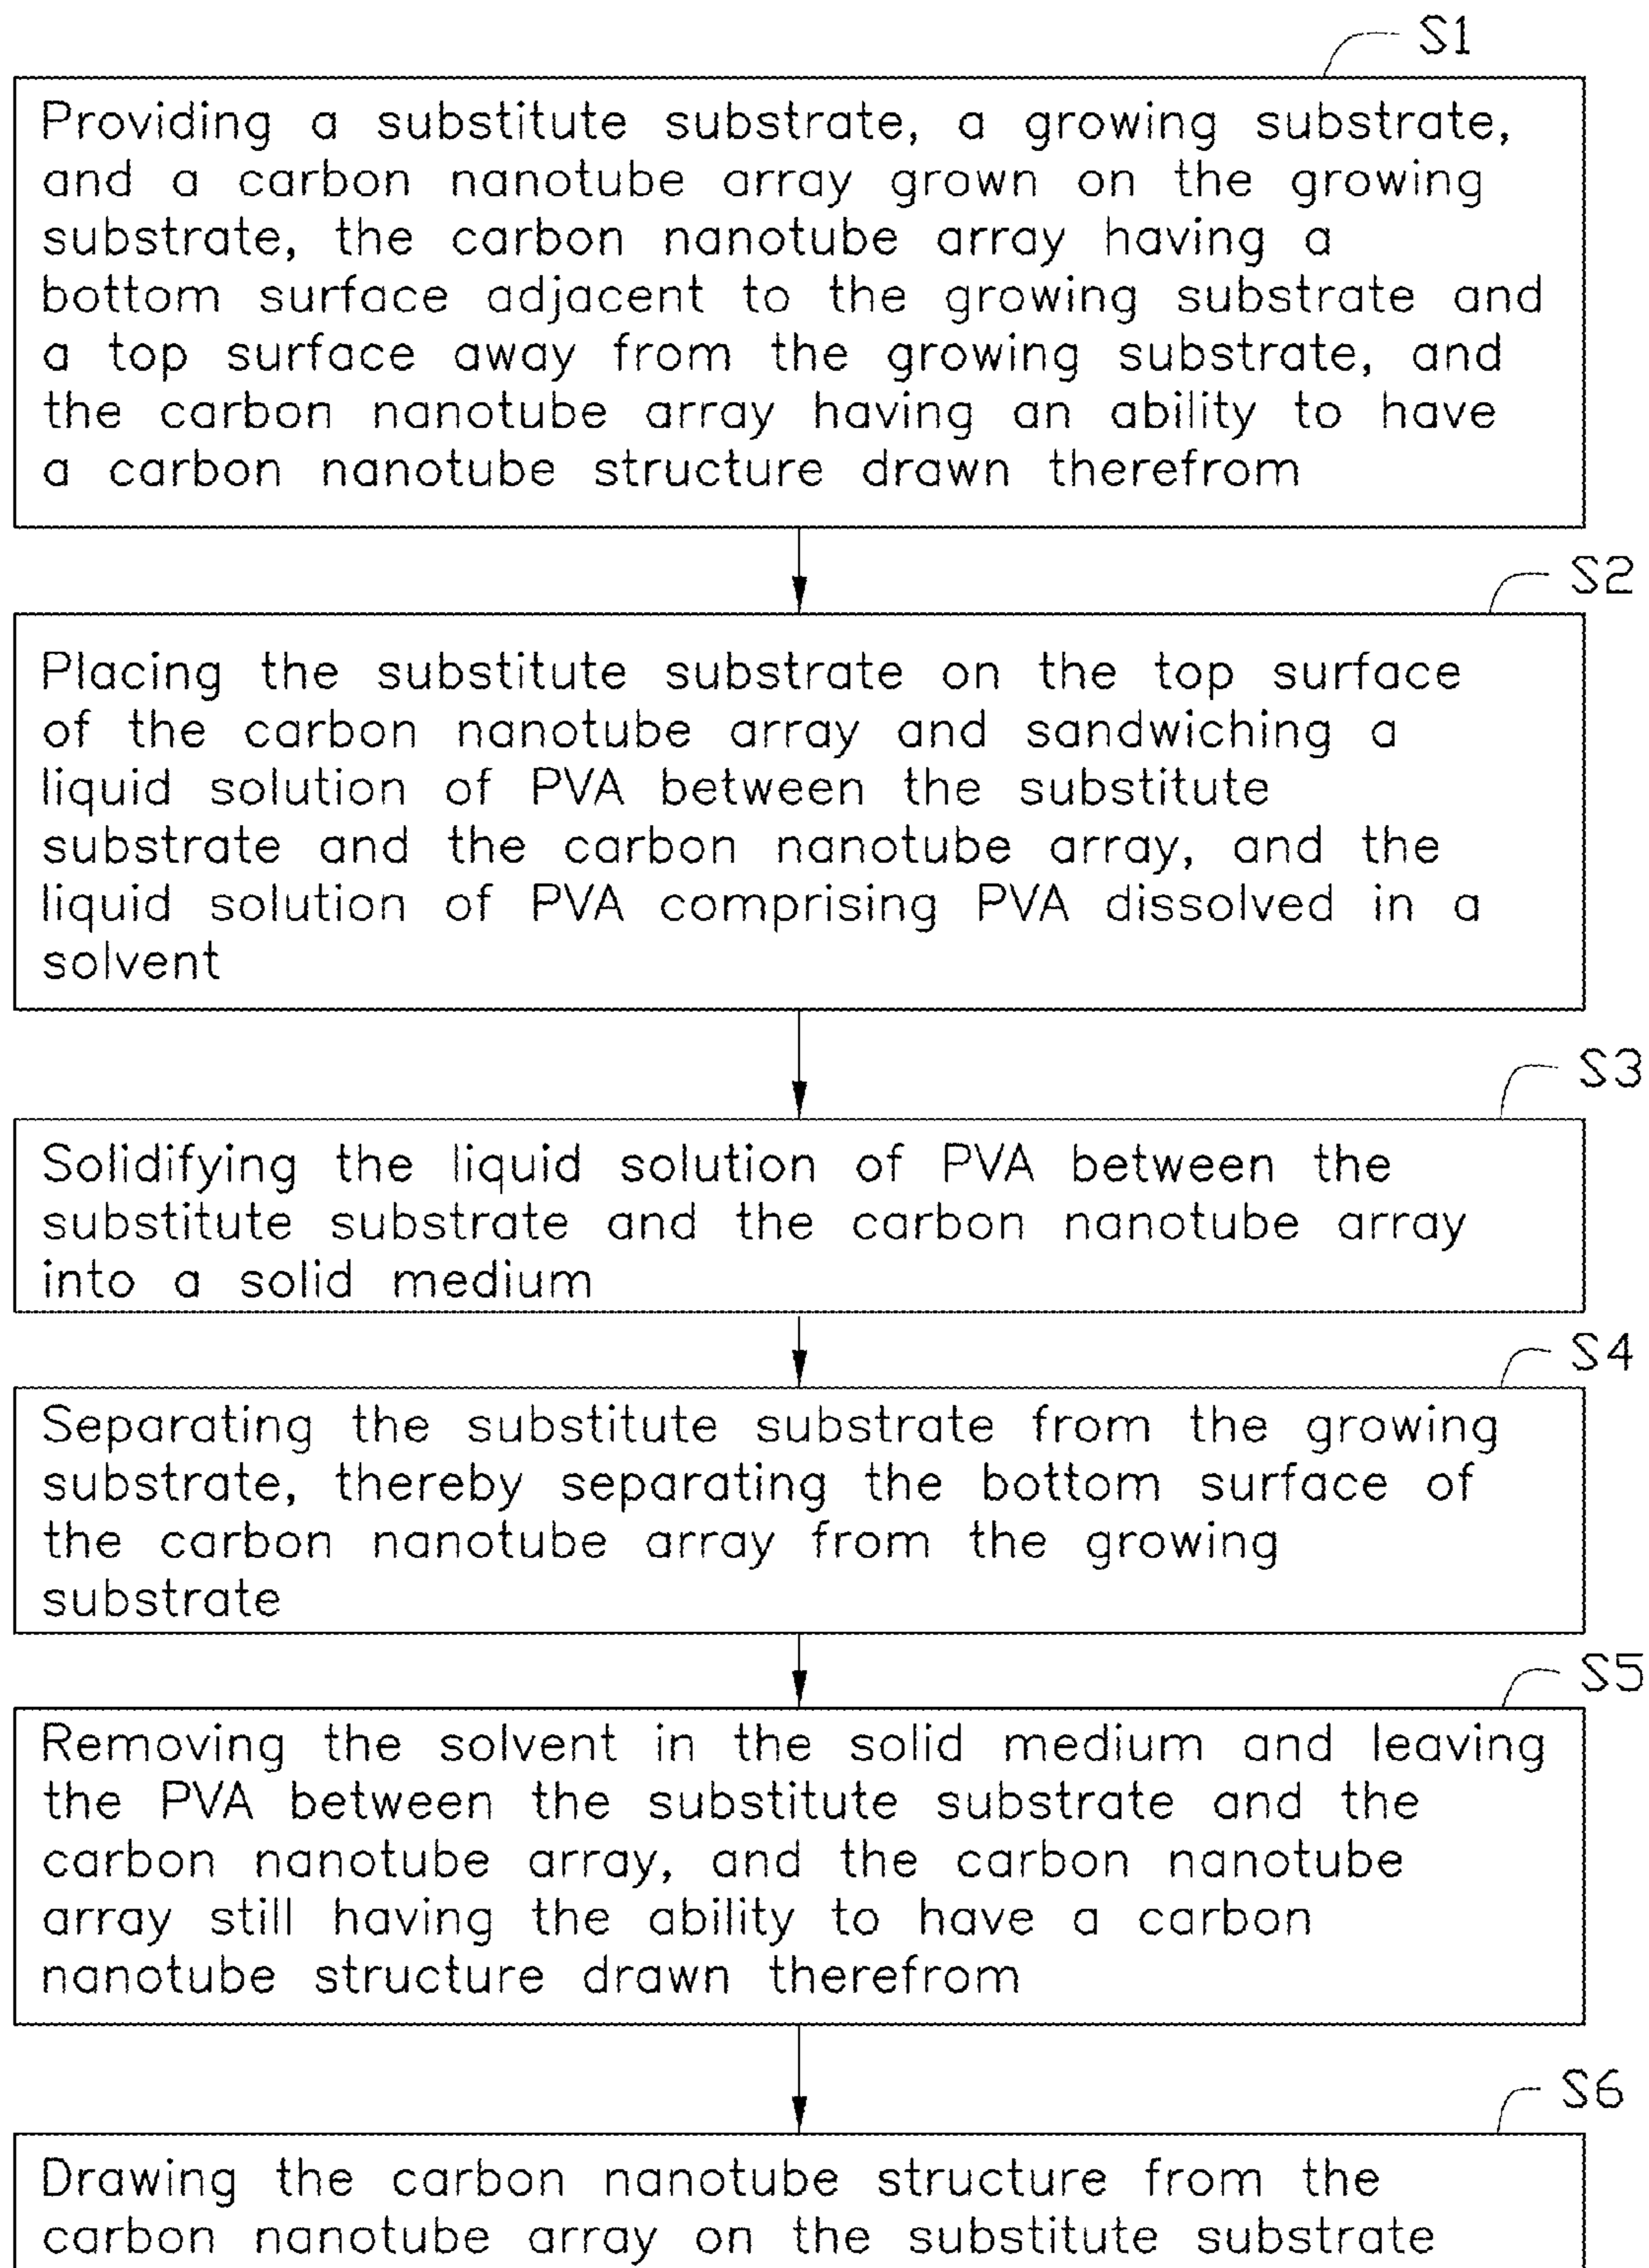 S1
Providing a substitute substrate, a growing substrate,
and a carbon nanotube array grown on the growing
substrate, the carbon nanotube array having a
bottom surface adjacent to the growing substrate and
a top surface away from the growing substrate, and
the carbon nanotube array having an ability to have
a carbon nanotube structure drawn therefrom
S2
Placing the substitute substrate on the top surface
of the carbon nanotube array and sandwiching a
liquid solution of PVA between the substitute
substrate and the carbon nanotube array, and the
liquid solution of PVA comprising PVA dissolved in a
solvent
S3
Solidifying the liquid solution of PVA between the
substitute substrate and the carbon nanotube array
into a solid medium
S4
Separating the substitute substrate from the growing
substrate, thereby separating the bottom surface of
the carbon nanotube array from the growing
substrate
S5
Removing the solvent in the solid medium and leaving
the PVA between the substitute substrate and the
carbon nanotube array, and the carbon nanotube
array still having the ability to have a carbon
nanotube structure drawn therefrom
S6
Drawing the carbon nanotube structure from the
carbon nanotube array on the substitute substrate